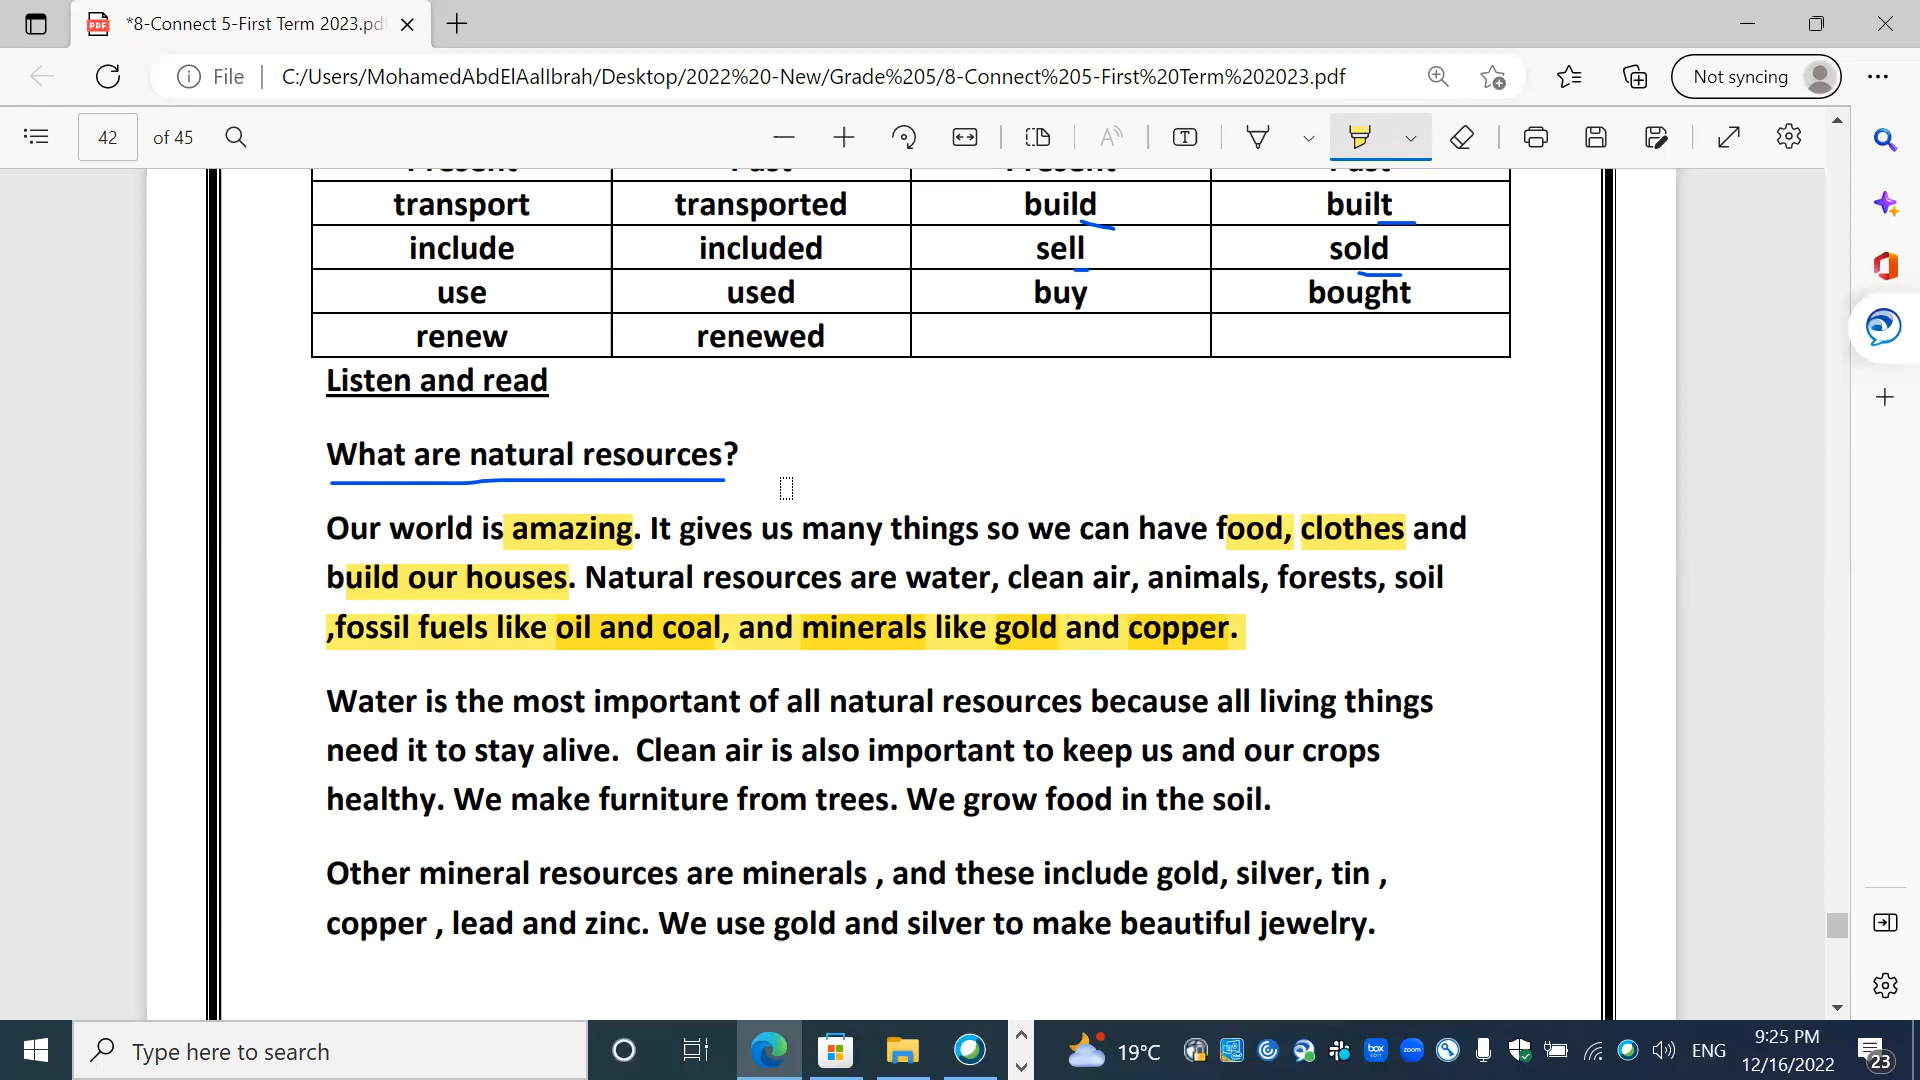 *8-Connect 5-First Term 2023.pdf
File C:/Users/MohamedAbdElAalIbrah/Desktop/2022%20-New/Grade%205/8-Connect%205-First%20Term%202023.pdf Not syncing
42 of 45
Present Past Present Past
transport transported build built
include included sell sold
use used buy bought
renew renewed
Listen and read
What are natural resources?
Our world is amazing. It gives us many things so we can have food, clothes and
build our houses. Natural resources are water, clean air, animals, forests, soil
,fossil fuels like oil and coal, and minerals like gold and copper.
Water is the most important of all natural resources because all living things
need it to stay alive. Clean air is also important to keep us and our crops
healthy. We make furniture from trees. We grow food in the soil.
Other mineral resources are minerals , and these include gold, silver, tin ,
copper , lead and zinc. We use gold and silver to make beautiful jewelry.
Type here to search
19°C
ENG
9:25 PM
12/16/2022
23